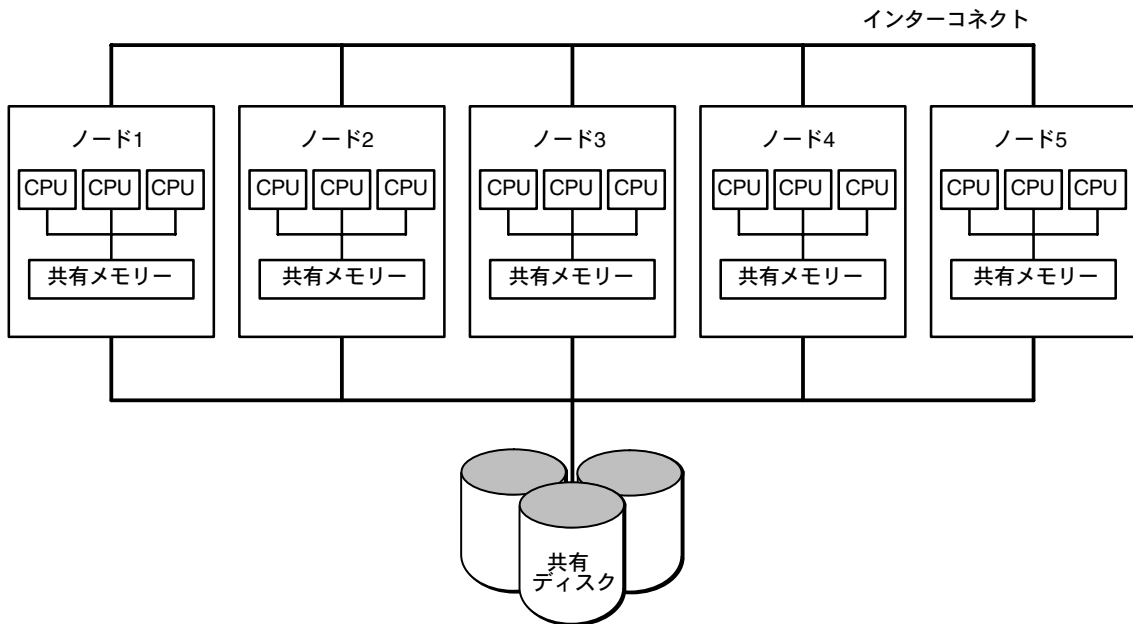 インターコネクト
ノード1
ノード2
ノード3
ノード4
ノード5
CPU CPU CPU
CPU CPU CPU
CPU CPU CPU
CPU CPU CPU
CPU CPU CPU
共有メモリー
共有メモリー
共有メモリー
共有メモリー
共有メモリー
共有
ディスク